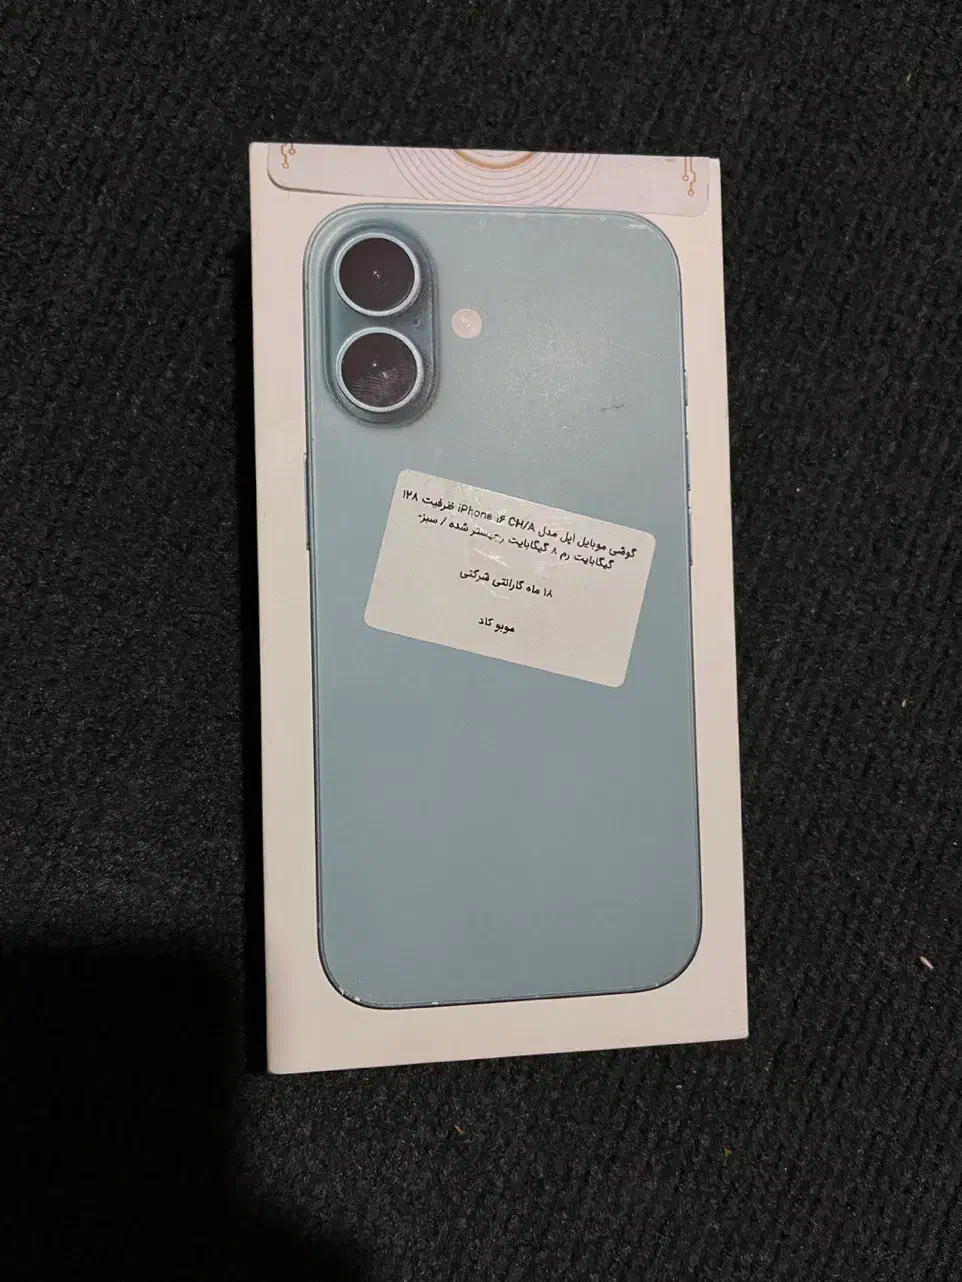 گوشی موبایل اپل مدل iPhone 16 CH/A ظرفیت ۱۲۸
گیگابایت رم ۸ گیگابایت رجیستر شده / سبز-
۱۸ ماه گارانتی شرکتی
موبو کاد